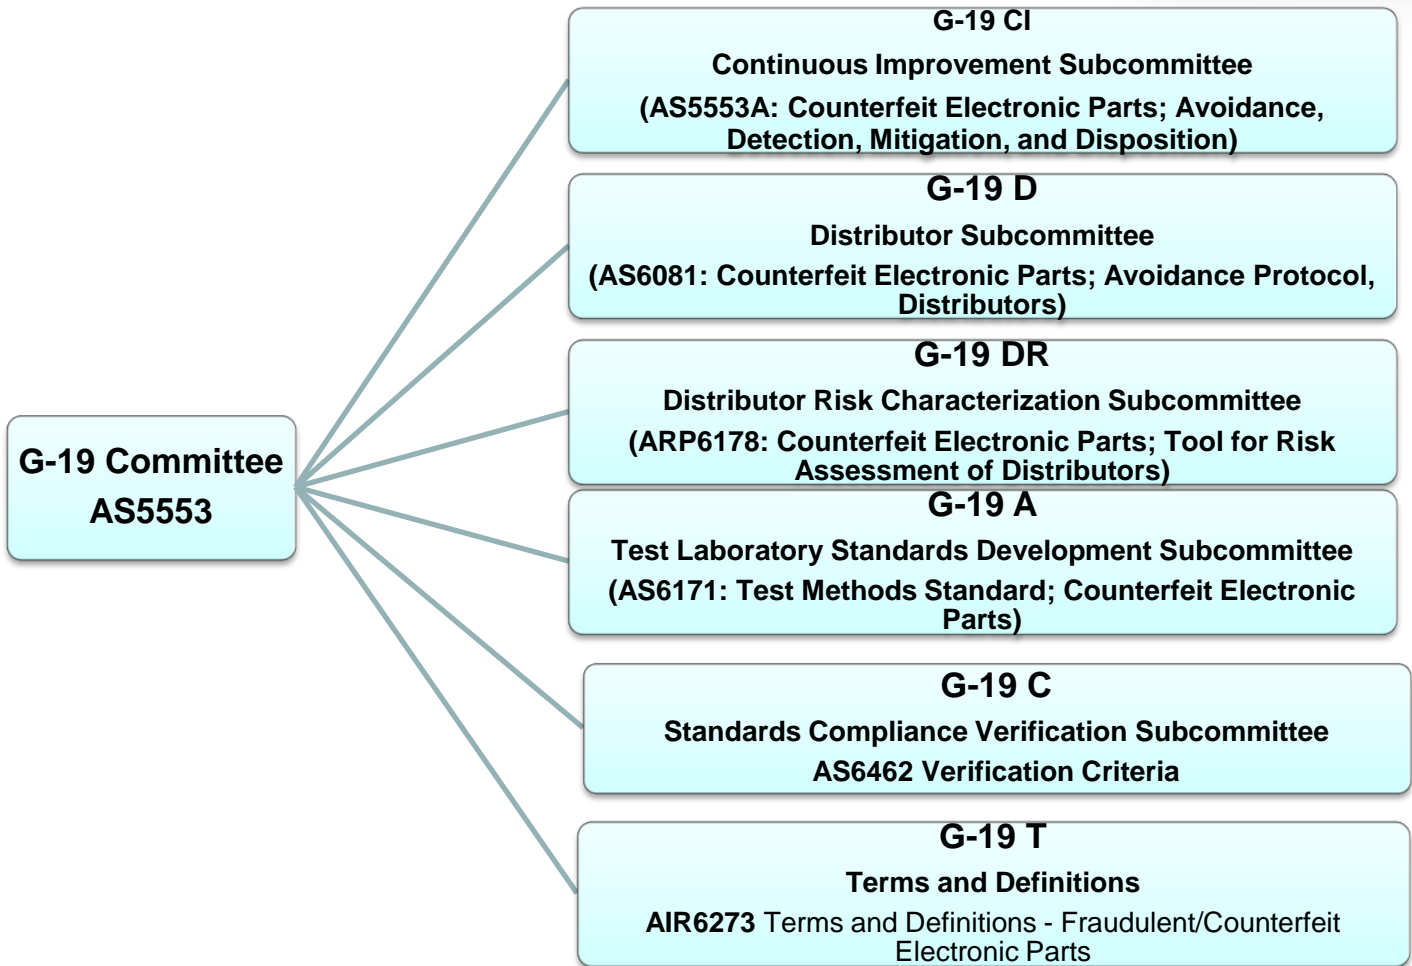 G-19 CI
Continuous Improvement Subcommittee
(AS5553A: Counterfeit Electronic Parts; Avoidance,
Detection, Mitigation, and Disposition)
G-19 D
Distributor Subcommittee
(AS6081: Counterfeit Electronic Parts; Avoidance Protocol,
Distributors)
G-19 DR
Distributor Risk Characterization Subcommittee
(ARP6178: Counterfeit Electronic Parts; Tool for Risk
Assessment of Distributors)
G-19 Committee
AS5553
G-19 A
Test Laboratory Standards Development Subcommittee
(AS6171: Test Methods Standard; Counterfeit Electronic
Parts)
G-19 C
Standards Compliance Verification Subcommittee
AS6462 Verification Criteria
G-19 T
Terms and Definitions
AIR6273 Terms and Definitions - Fraudulent/Counterfeit
Electronic Parts